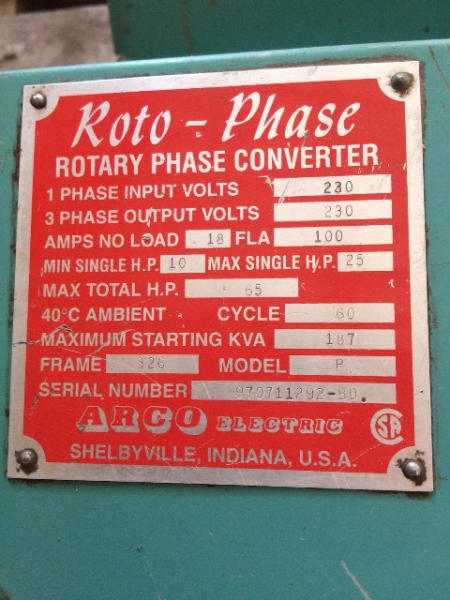 Roto - Phase
ROTARY PHASE CONVERTER
1 PHASE INPUT VOLTS 230
3 PHASE OUTPUT VOLTS 230
AMPS NO LOAD 18 FLA 100
MIN SINGLE H.P. 10 MAX SINGLE H.P. 25
MAX TOTAL H.P. 65
40°C AMBIENT CYCLE 60
MAXIMUM STARTING KVA 187
FRAME 326 MODEL P
SERIAL NUMBER 970711292-80
ARCO ELECTRIC
SHELBYVILLE, INDIANA, U.S.A.